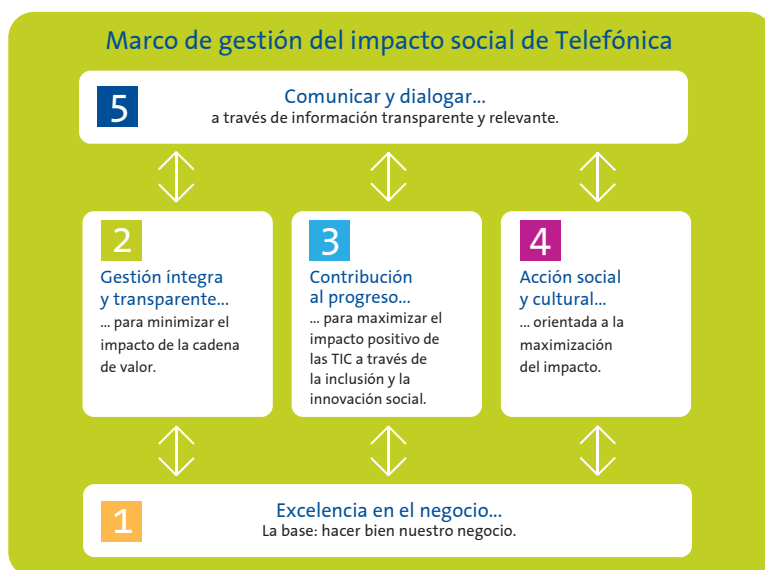 Marco de gestión del impacto social de Telefónica
5
Comunicar y dialogar...
a través de información transparente y relevante.
2
Gestión íntegra
y transparente...
... para minimizar el
impacto de la cadena
de valor.
3
Contribución
al progreso...
... para maximizar el
impacto positivo de
las TIC a través de
la inclusión y la
innovación social.
4
Acción social
y cultural...
... orientada a la
maximización
del impacto.
1
Excelencia en el negocio...
La base: hacer bien nuestro negocio.